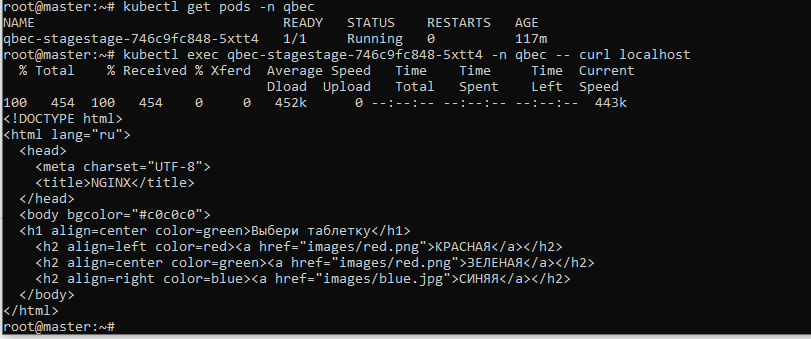 root@master:~# kubectl get pods -n qbec
NAME                               READY   STATUS    RESTARTS   AGE
qbec-stagestage-746c9fc848-5xtt4   1/1     Running   0          117m
root@master:~# kubectl exec qbec-stagestage-746c9fc848-5xtt4 -n qbec -- curl localhost
  % Total    % Received % Xferd  Average Speed   Time    Time     Time  Current
                                 Dload  Upload   Total   Spent    Left  Speed
100   454  100   454    0     0   452k      0 --:--:-- --:--:-- --:--:--  443k
<!DOCTYPE html>
<html lang="ru">
  <head>
    <meta charset="UTF-8">
    <title>NGINX</title>
  </head>
  <body bgcolor="#c0c0c0">
  <h1 align=center color=green>Выбери таблетку</h1>
    <h2 align=left color=red><a href="images/red.png">КРАСНАЯ</a></h2>
    <h2 align=center color=green><a href="images/red.png">ЗЕЛЕНАЯ</a></h2>
    <h2 align=right color=blue><a href="images/blue.jpg">СИНЯЯ</a></h2>
  </body>
</html>
root@master:~#